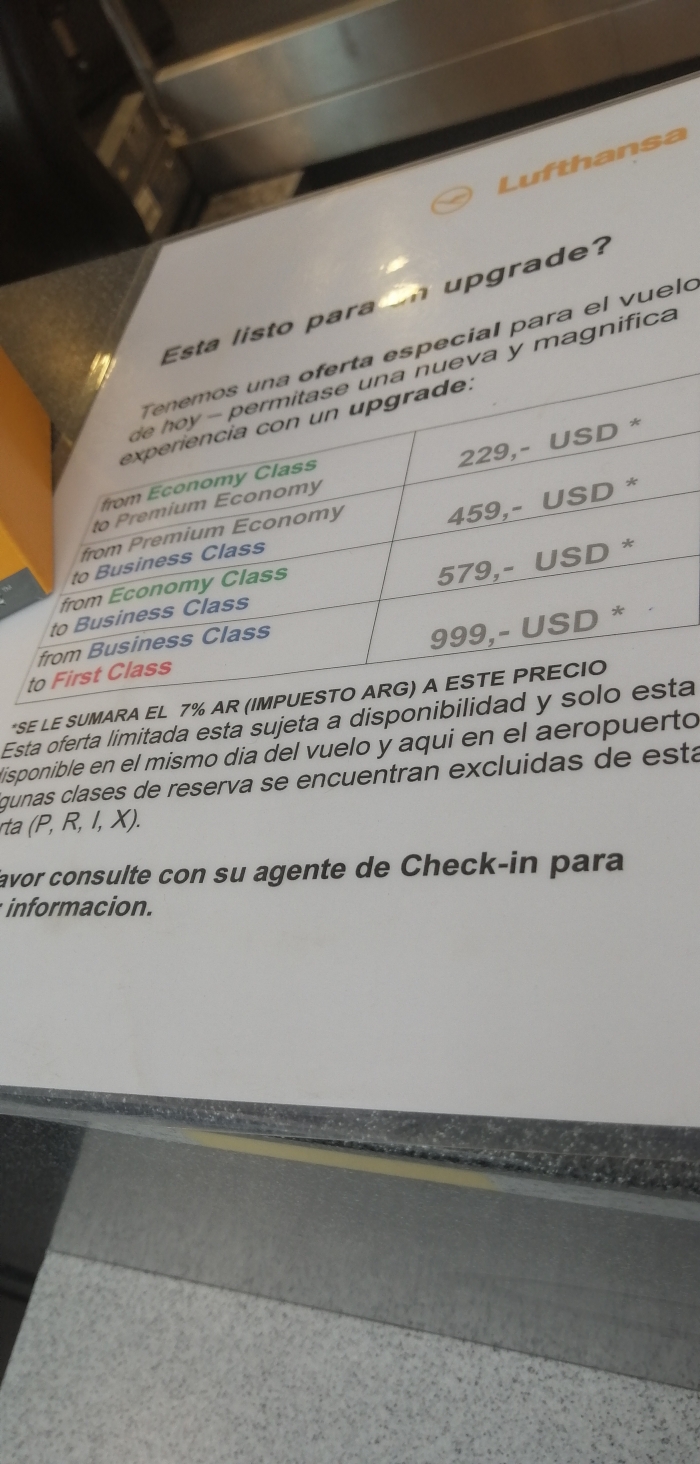 Lufthansa
Esta listo para un upgrade?
Tenemos una oferta especial para el vuelo
de hoy – permitase una nueva y magnifica
experiencia con un upgrade:
from Economy Class
to Premium Economy
229,- USD *
from Premium Economy
to Business Class
459,- USD *
from Economy Class
to Business Class
579,- USD *
from Business Class
to First Class
999,- USD *
*SE LE SUMARA EL 7% AR (IMPUESTO ARG) A ESTE PRECIO
Esta oferta limitada esta sujeta a disponibilidad y solo esta
disponible en el mismo dia del vuelo y aqui en el aeropuerto
gunas clases de reserva se encuentran excluidas de esta
rta (P, R, I, X).
avor consulte con su agente de Check-in para
informacion.